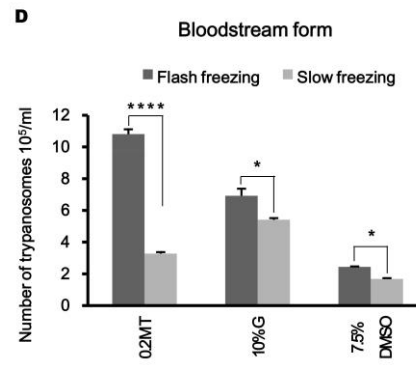 D
Bloodstream form
Flash freezing
Slow freezing
Number of trypanosomes 10⁵/ml
12
10
8
6
4
2
0
****
*
*
0.2MT
10%G
7.5%
DMSO